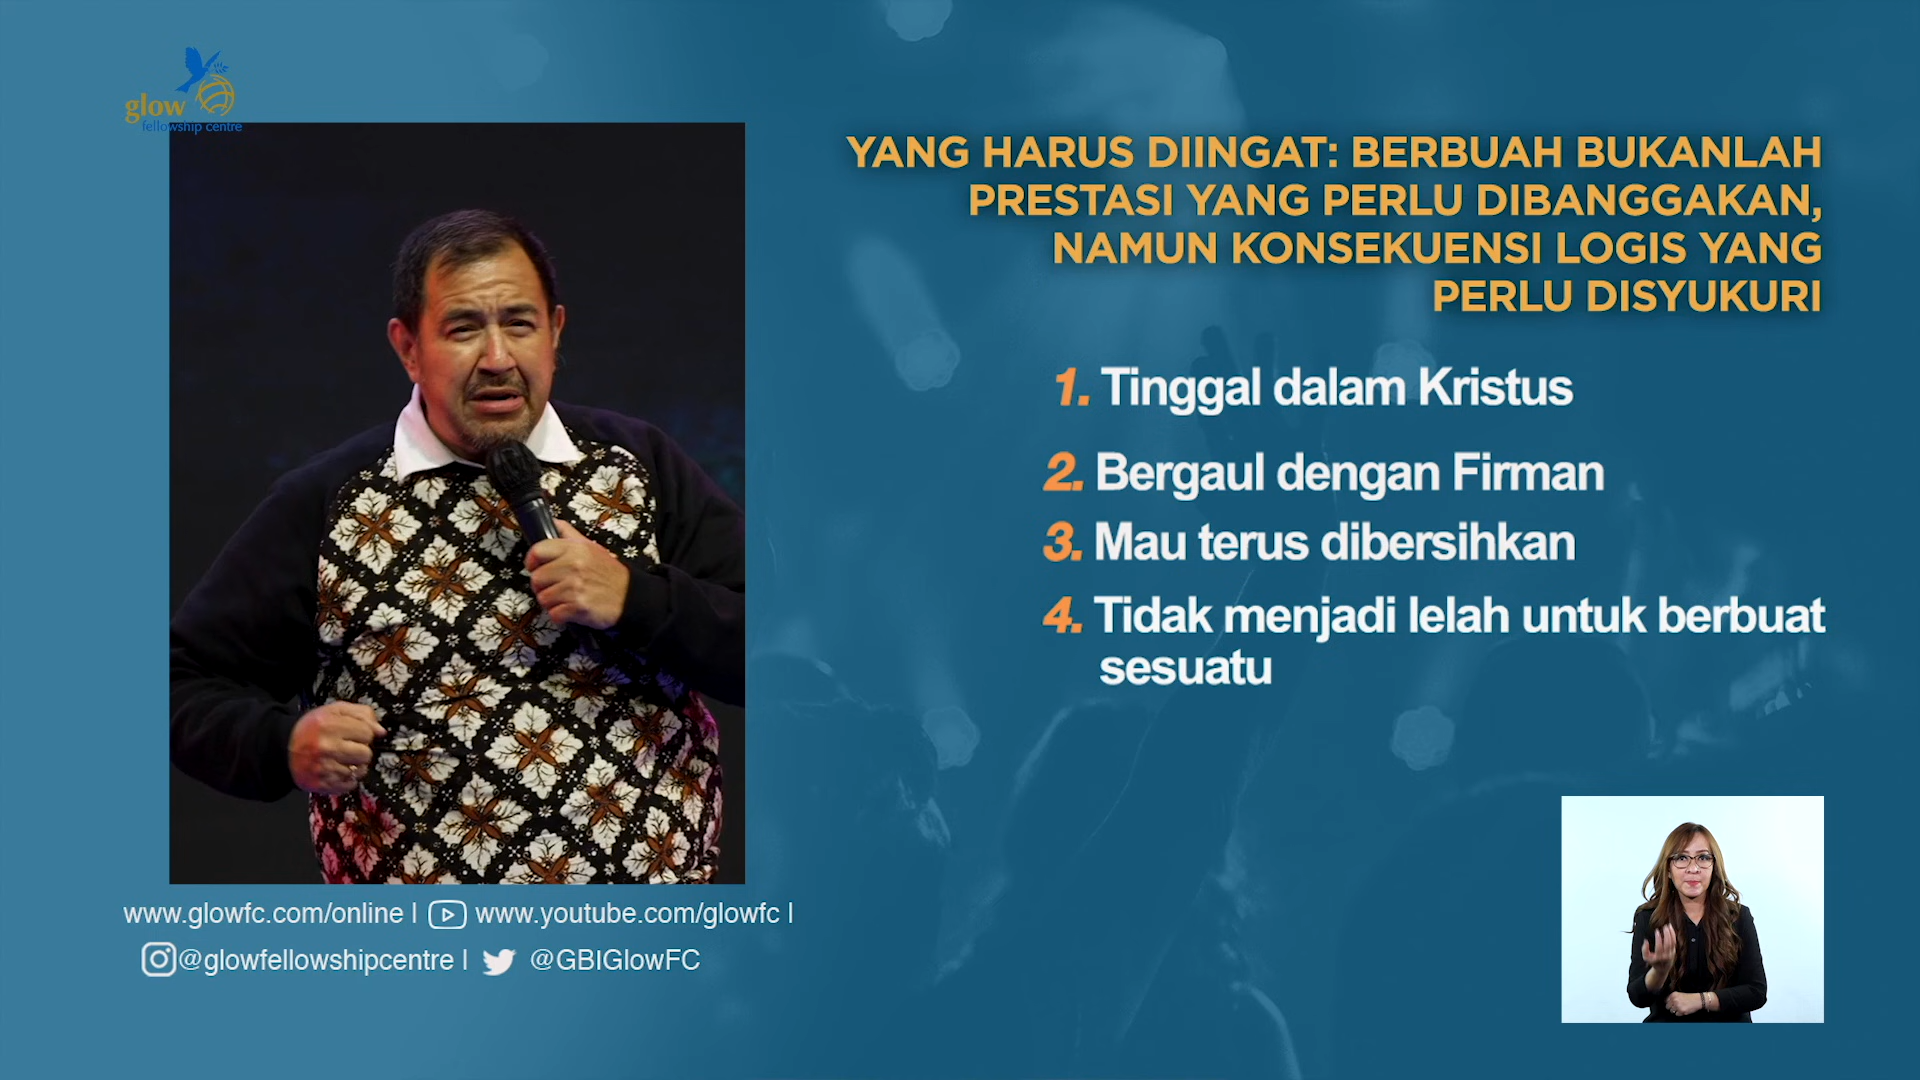 glow
fellowship centre
YANG HARUS DIINGAT: BERBUAH BUKANLAH
PRESTASI YANG PERLU DIBANGGAKAN,
NAMUN KONSEKUENSI LOGIS YANG
PERLU DISYUKURI
1. Tinggal dalam Kristus
2. Bergaul dengan Firman
3. Mau terus dibersihkan
4. Tidak menjadi lelah untuk berbuat
sesuatu
www.glowfc.com/online | www.youtube.com/glowfc |
@glowfellowshipcentre | @GBIGlowFC